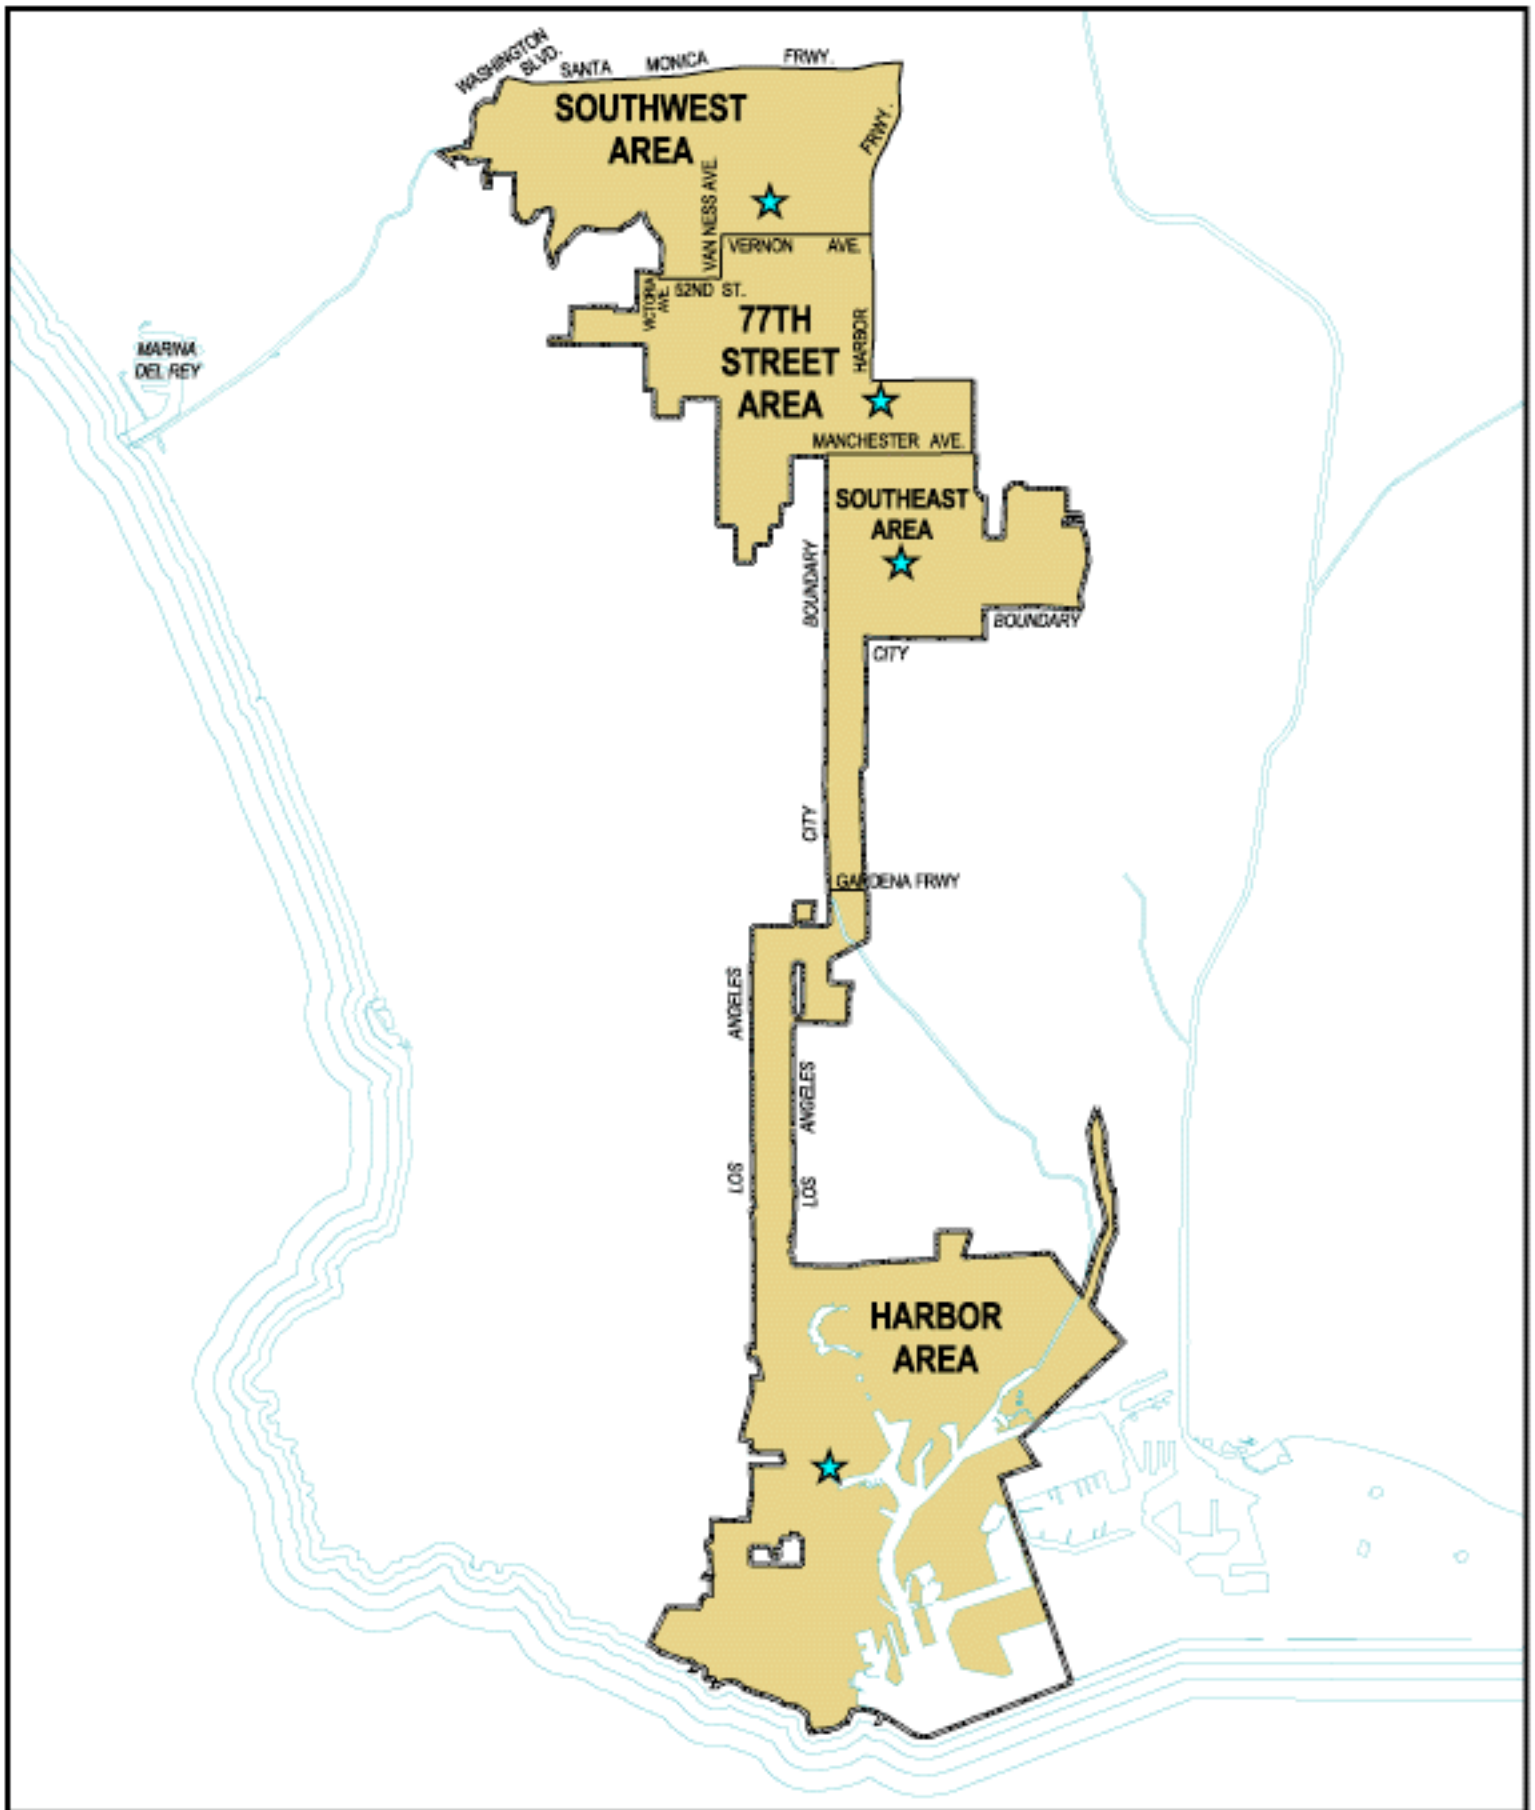 WASHINGTON
BLVD.
SANTA MONICA FRWY.
SOUTHWEST
AREA
FRWY.
VAN NESS AVE.
VERNON AVE.
VICTORIA
AVE.
52ND ST.
77TH
STREET
AREA
HARBOR
MARINA
DEL REY
MANCHESTER AVE.
SOUTHEAST
AREA
BOUNDARY
BOUNDARY
CITY
CITY
GARDENA FRWY
ANGELES
ANGELES
LOS
LOS
HARBOR
AREA